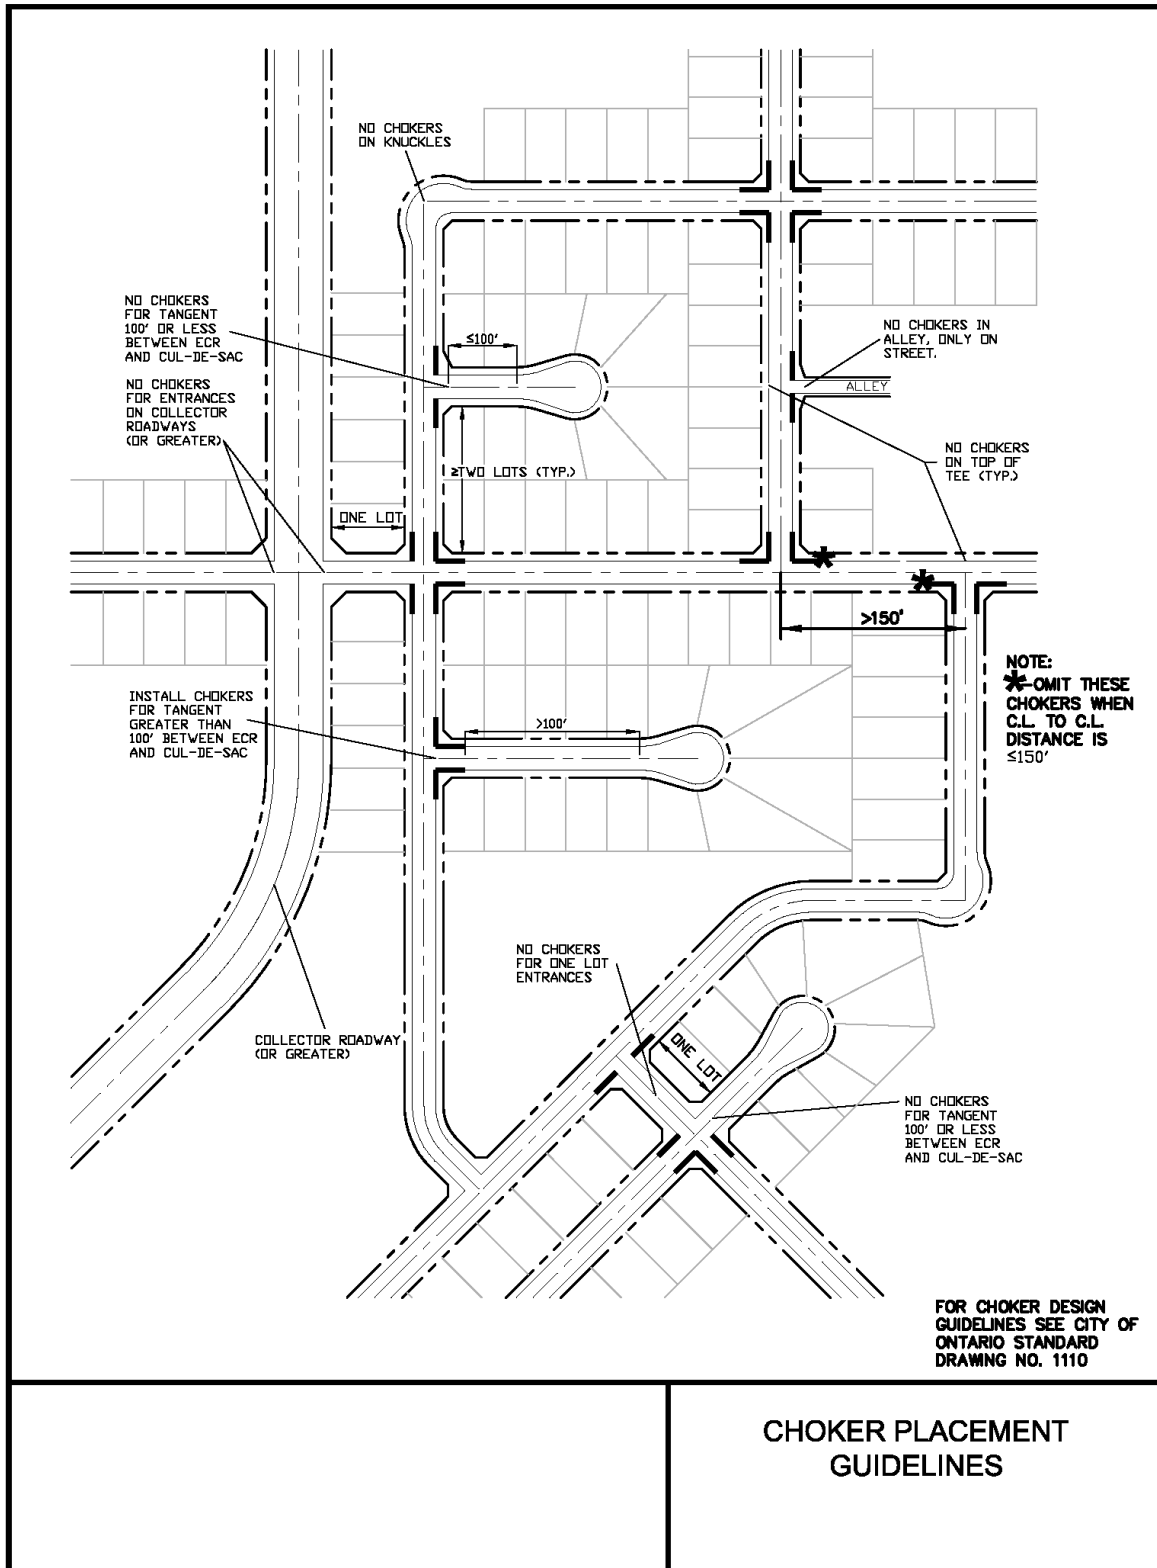 NO CHOKERS
ON KNUCKLES
NO CHOKERS
FOR TANGENT
100' OR LESS
BETWEEN ECR
AND CUL-DE-SAC
≤100'
NO CHOKERS IN
ALLEY, ONLY ON
STREET.
ALLEY
NO CHOKERS
FOR ENTRANCES
ON COLLECTOR
ROADWAYS
(OR GREATER)
NO CHOKERS
ON TOP OF
TEE (TYP.)
≥TWO LOTS (TYP.)
ONE LOT
>150'
NOTE:
*-OMIT THESE
CHOKERS WHEN
C.L. TO C.L.
DISTANCE IS
≤150'
INSTALL CHOKERS
FOR TANGENT
GREATER THAN
100' BETWEEN ECR
AND CUL-DE-SAC
>100'
NO CHOKERS
FOR ONE LOT
ENTRANCES
COLLECTOR ROADWAY
(OR GREATER)
ONE LOT
NO CHOKERS
FOR TANGENT
100' OR LESS
BETWEEN ECR
AND CUL-DE-SAC
FOR CHOKER DESIGN
GUIDELINES SEE CITY OF
ONTARIO STANDARD
DRAWING NO. 1110
CHOKER PLACEMENT
GUIDELINES